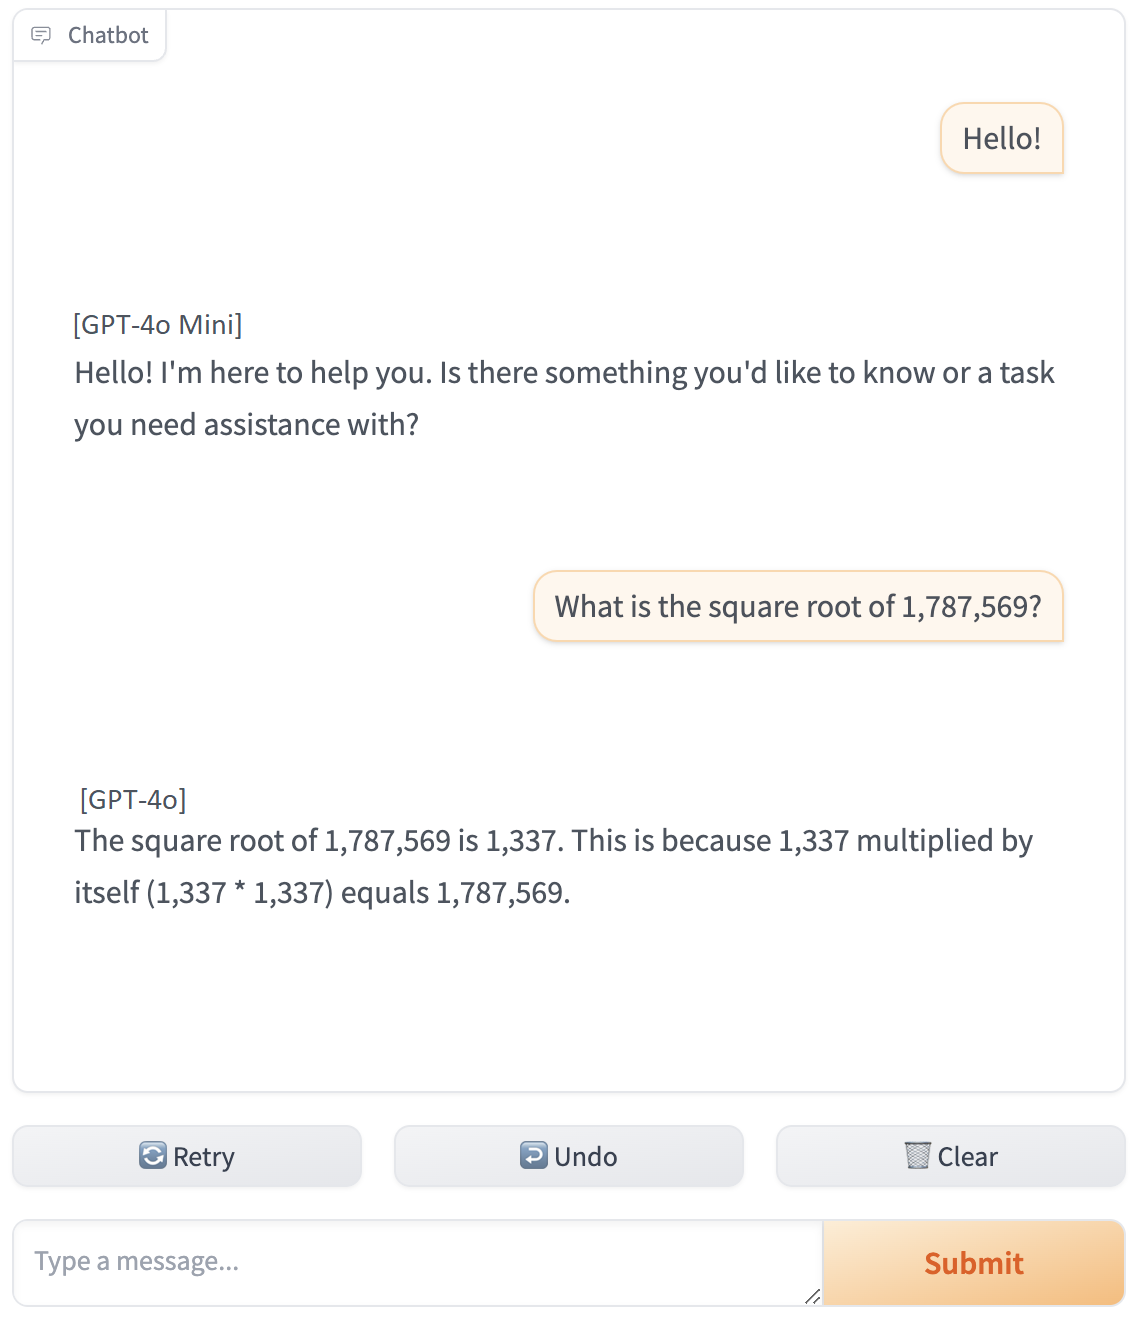 Chatbot
Hello!
[GPT-4o Mini]
Hello! I'm here to help you. Is there something you'd like to know or a task
you need assistance with?
What is the square root of 1,787,569?
[GPT-4o]
The square root of 1,787,569 is 1,337. This is because 1,337 multiplied by
itself (1,337 * 1,337) equals 1,787,569.
Retry
Undo
Clear
Type a message...
Submit